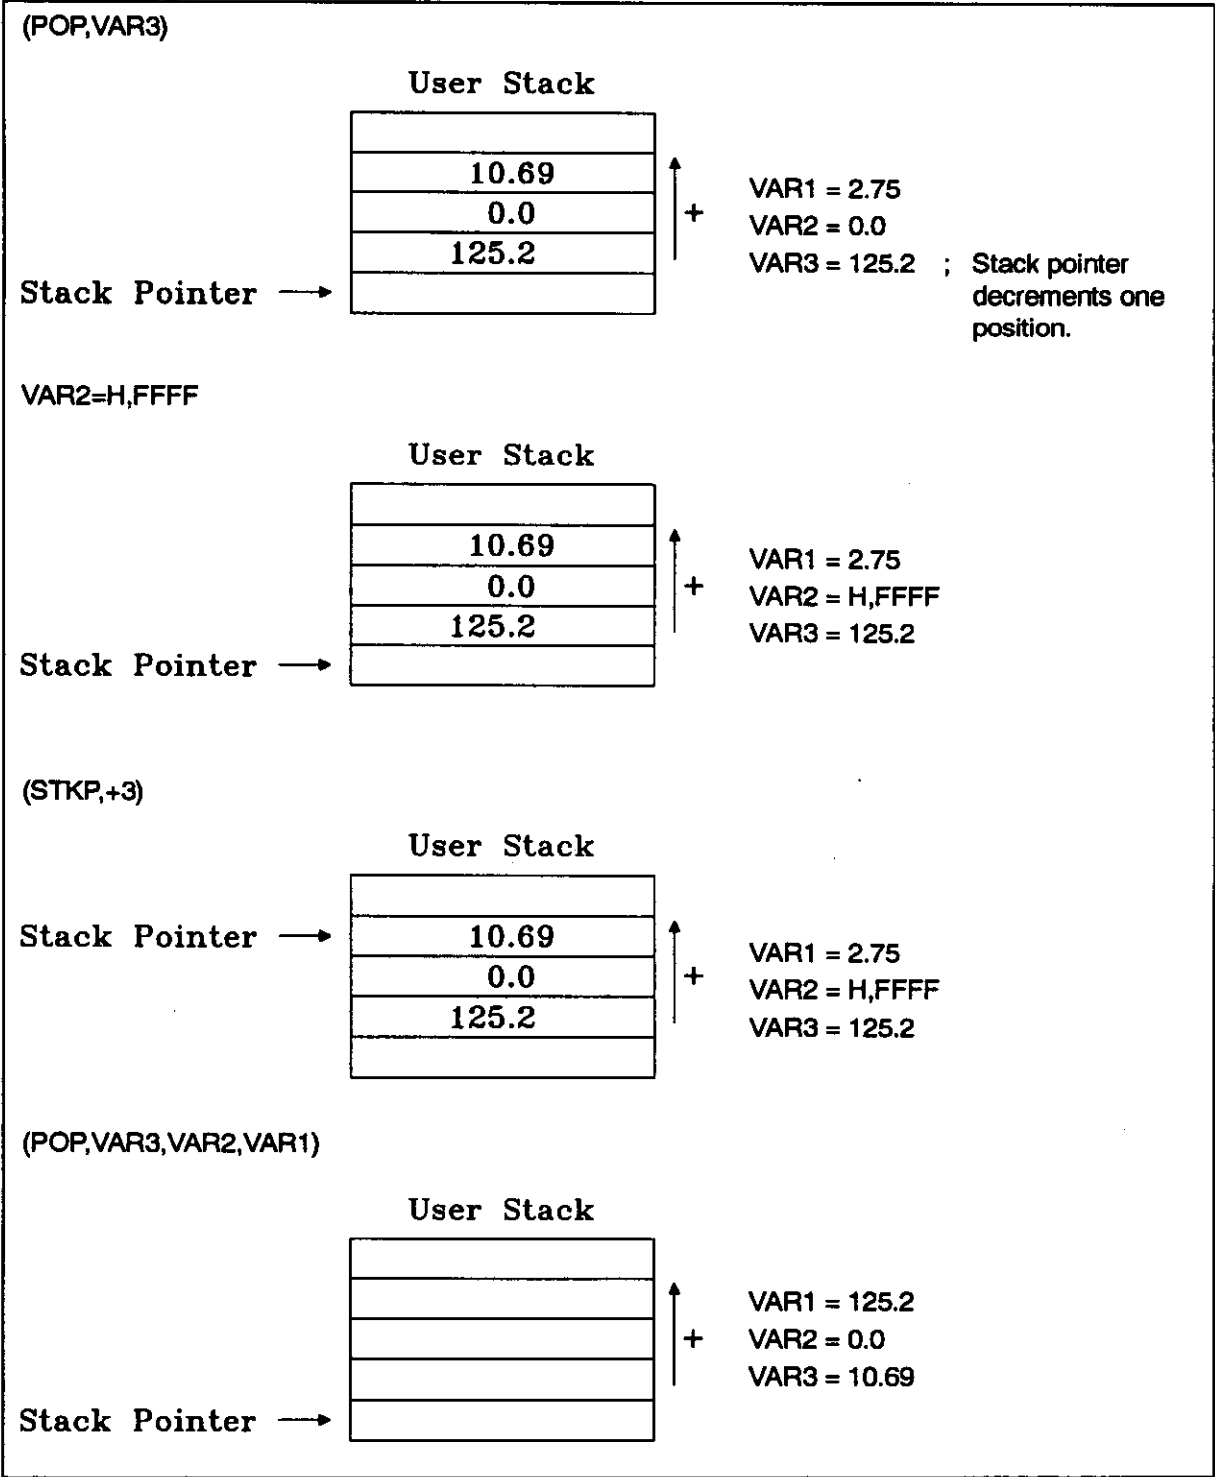 (POP,VAR3)
User Stack
10.69
0.0
125.2
Stack Pointer
+
VAR1 = 2.75
VAR2 = 0.0
VAR3 = 125.2 ; Stack pointer
decrements one
position.
VAR2=H,FFFF
User Stack
10.69
0.0
125.2
Stack Pointer
+
VAR1 = 2.75
VAR2 = H,FFFF
VAR3 = 125.2
(STKP,+3)
User Stack
Stack Pointer
10.69
0.0
125.2
+
VAR1 = 2.75
VAR2 = H,FFFF
VAR3 = 125.2
(POP,VAR3,VAR2,VAR1)
User Stack
Stack Pointer
+
VAR1 = 125.2
VAR2 = 0.0
VAR3 = 10.69